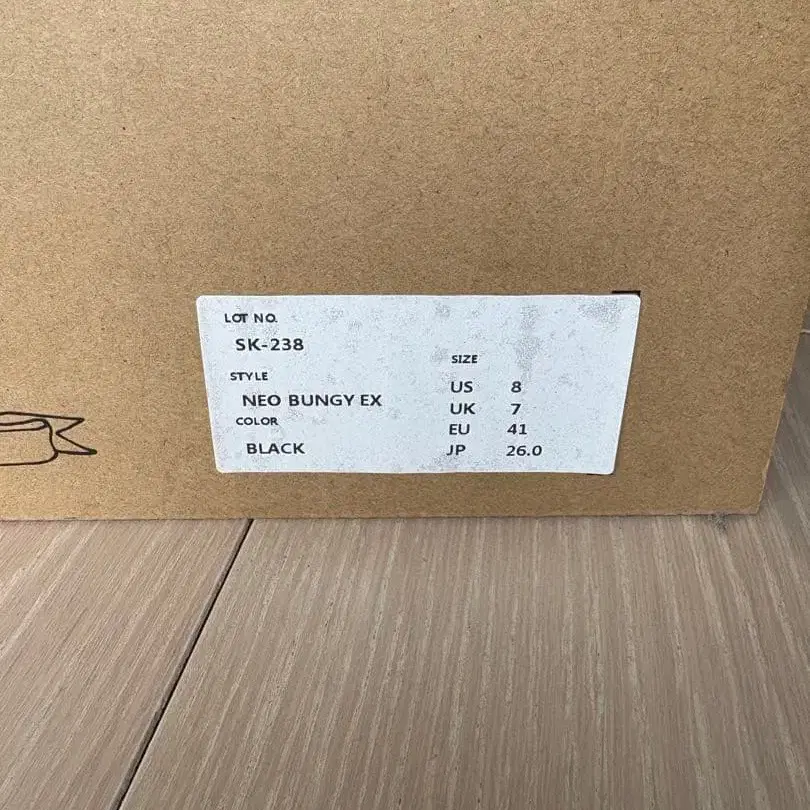 LOT NO.
SK-238
STYLE
NEO BUNGY EX
COLOR
BLACK
SIZE
US 8
UK 7
EU 41
JP 26.0